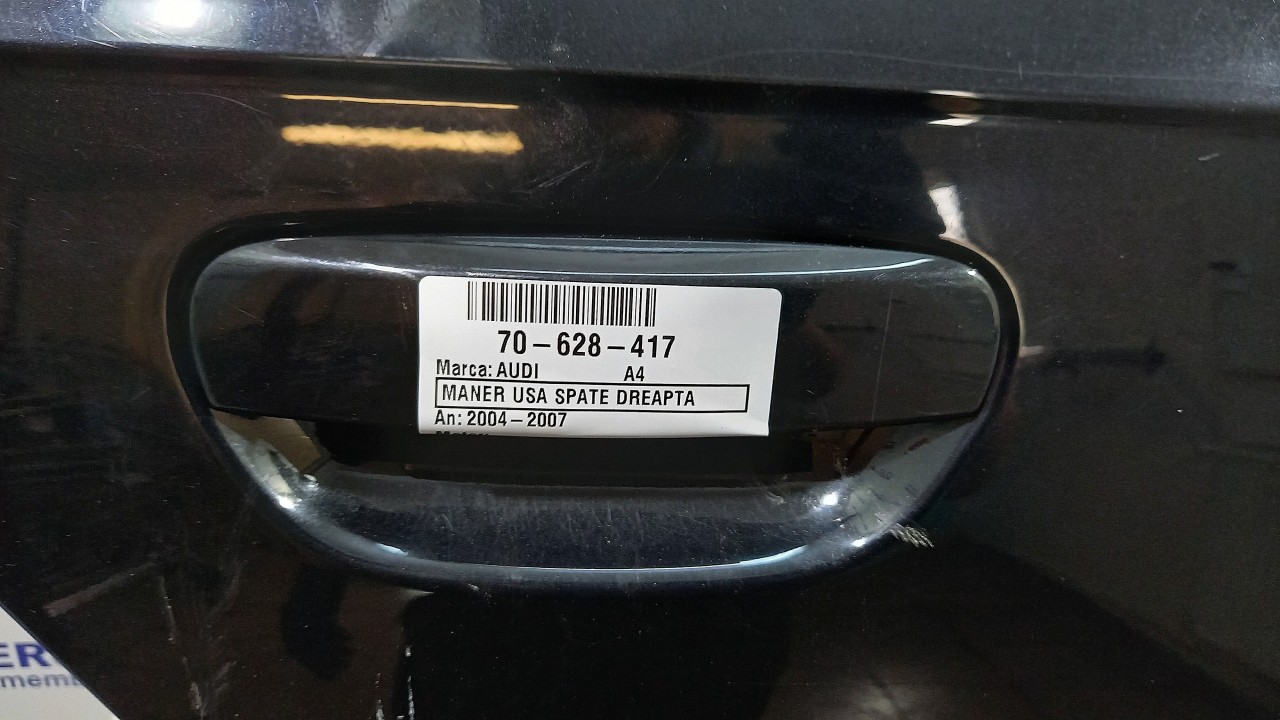 70-628-417
Marca: AUDI A4
MANER USA SPATE DREAPTA
An: 2004-2007